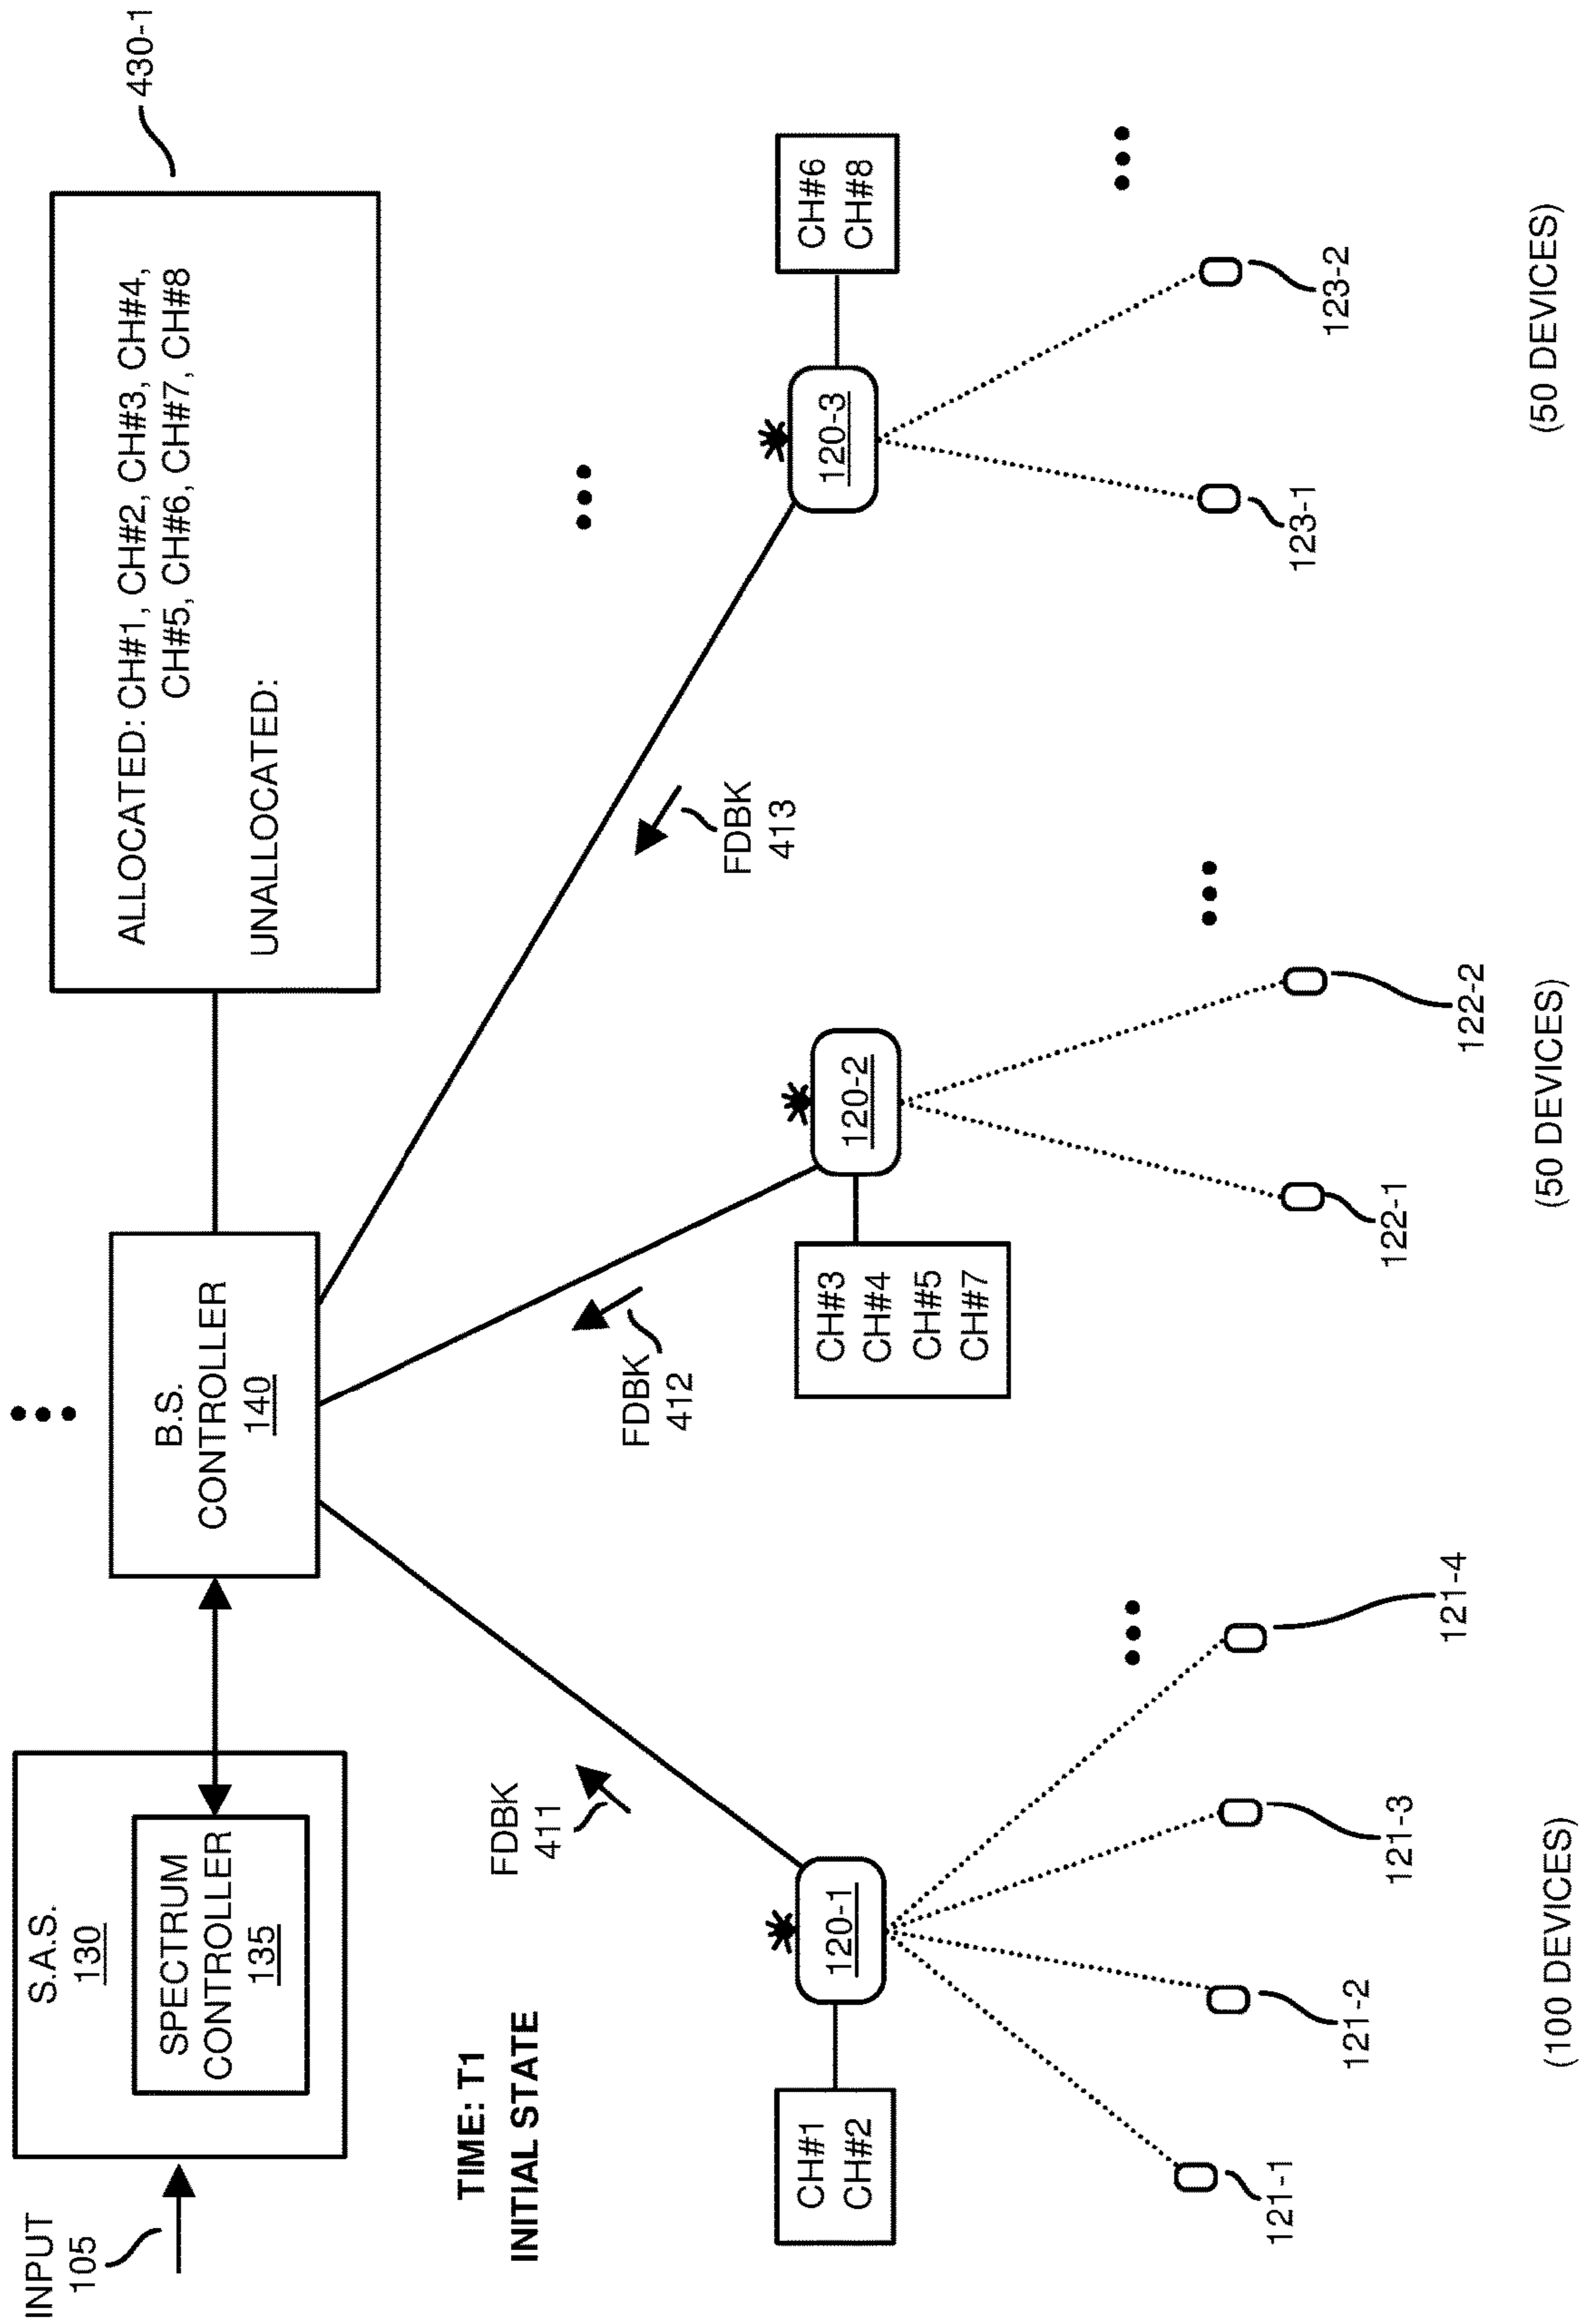 INPUT
105
S.A.S.
130
SPECTRUM
CONTROLLER
135
B.S.
CONTROLLER
140
ALLOCATED: CH#1, CH#2, CH#3, CH#4,
CH#5, CH#6, CH#7, CH#8
UNALLOCATED:
430-1
TIME: T1
INITIAL STATE
FDBK
411
FDBK
412
FDBK
413
CH#1
CH#2
120-1
CH#3
CH#4
CH#5
CH#7
120-2
120-3
CH#6
CH#8
121-1
121-2
121-3
121-4
122-1
122-2
123-1
123-2
(100 DEVICES)
(50 DEVICES)
(50 DEVICES)